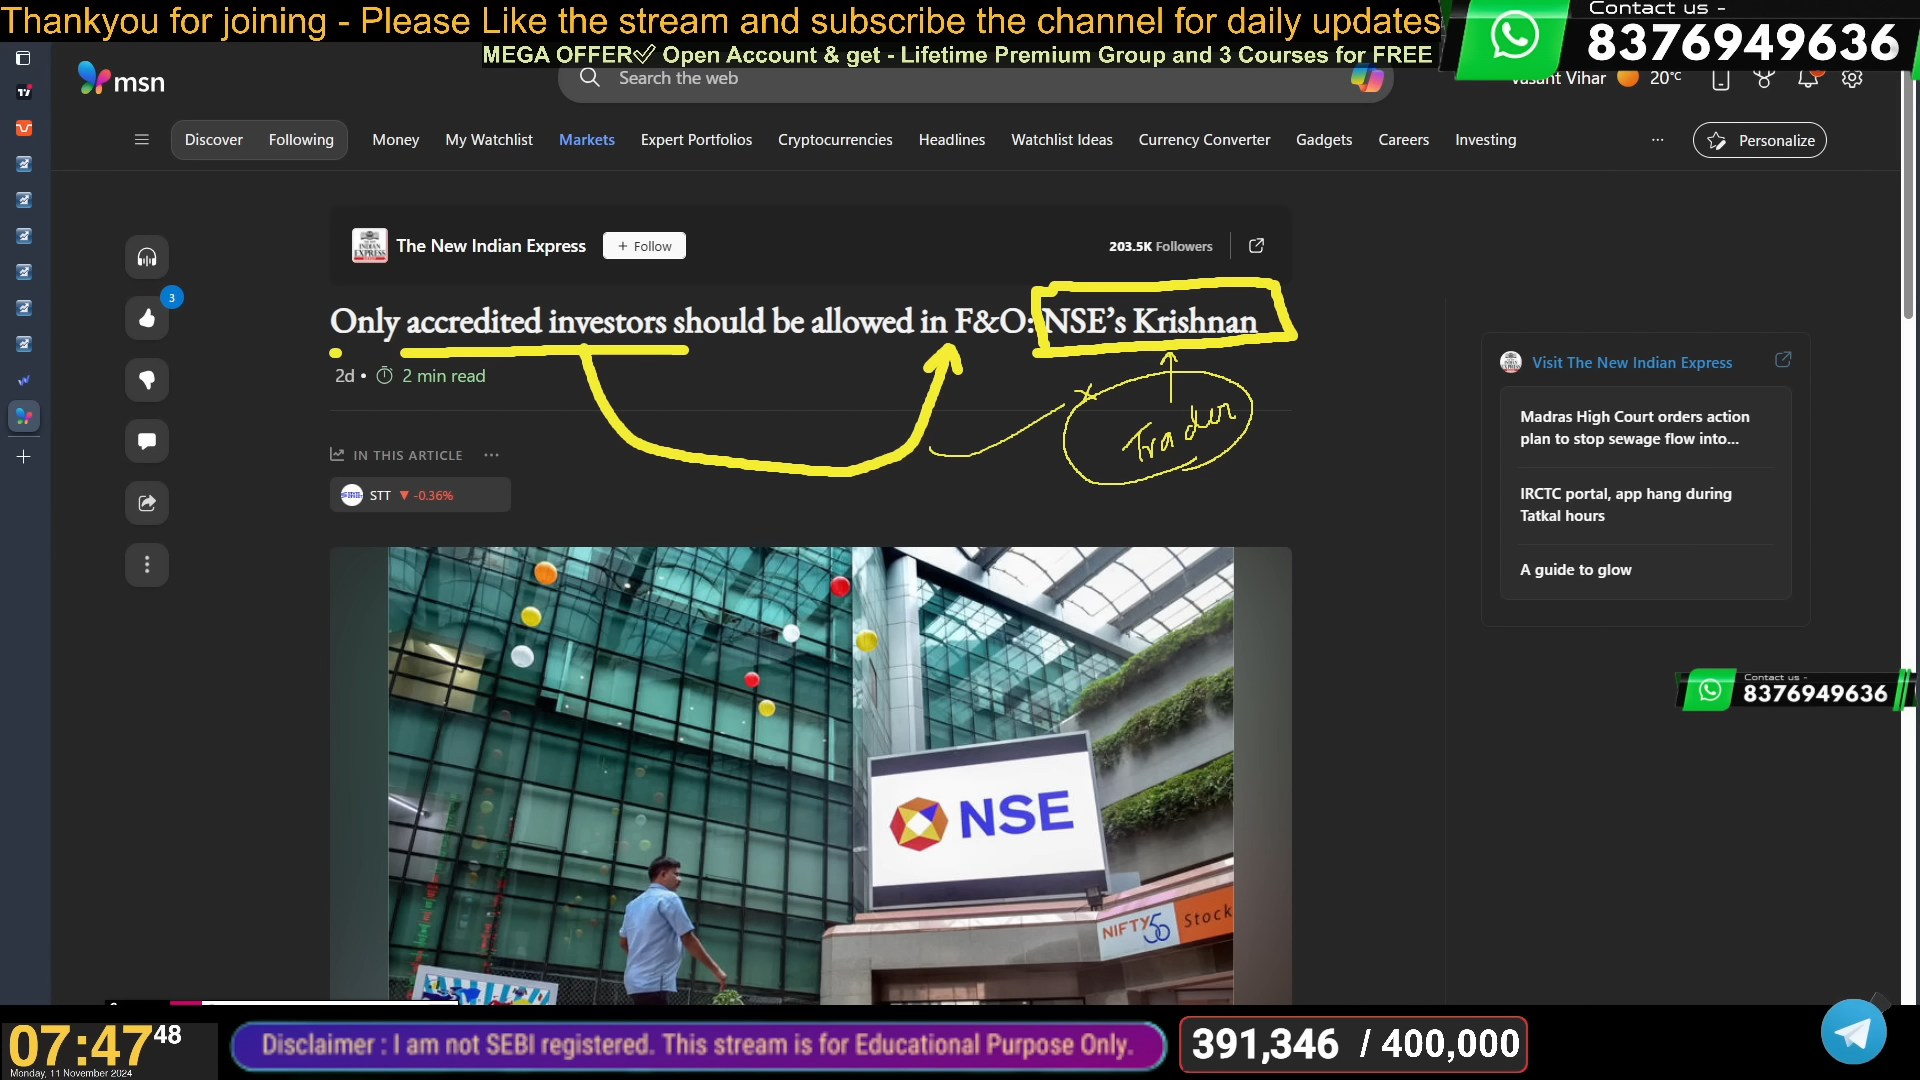 Thankyou for joining - Please Like the stream and subscribe the channel for daily updates
MEGA OFFER✅ Open Account & get - Lifetime Premium Group and 3 Courses for FREE
Contact us -
8376949636
msn
Search the web
Vasant Vihar
20°C
Discover
Following
Money
My Watchlist
Markets
Expert Portfolios
Cryptocurrencies
Headlines
Watchlist Ideas
Currency Converter
Gadgets
Careers
Investing
...
Personalize
The New Indian Express
+ Follow
203.5K Followers
3
Only accredited investors should be allowed in F&O: NSE’s Krishnan
2d • 2 min read
Trader
IN THIS ARTICLE ...
STT ▼ -0.36%
Visit The New Indian Express
Madras High Court orders action
plan to stop sewage flow into...
IRCTC portal, app hang during
Tatkal hours
A guide to glow
Contact us -
8376949636
NSE
NIFTY 50
Stock
07:47 48
Monday, 11 November 2024
Disclaimer : I am not SEBI registered. This stream is for Educational Purpose Only.
391,346 / 400,000